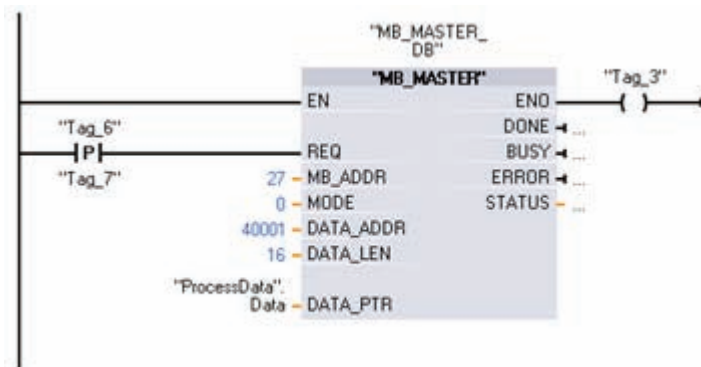 "MB_MASTER_
DB"
"MB_MASTER"
"Tag_3"
EN
ENO
"Tag_6"
DONE
...
P
REQ
BUSY
...
"Tag_7"
27
MB_ADDR
ERROR
...
0
MODE
STATUS
...
40001
DATA_ADDR
16
DATA_LEN
"ProcessData".
Data
DATA_PTR